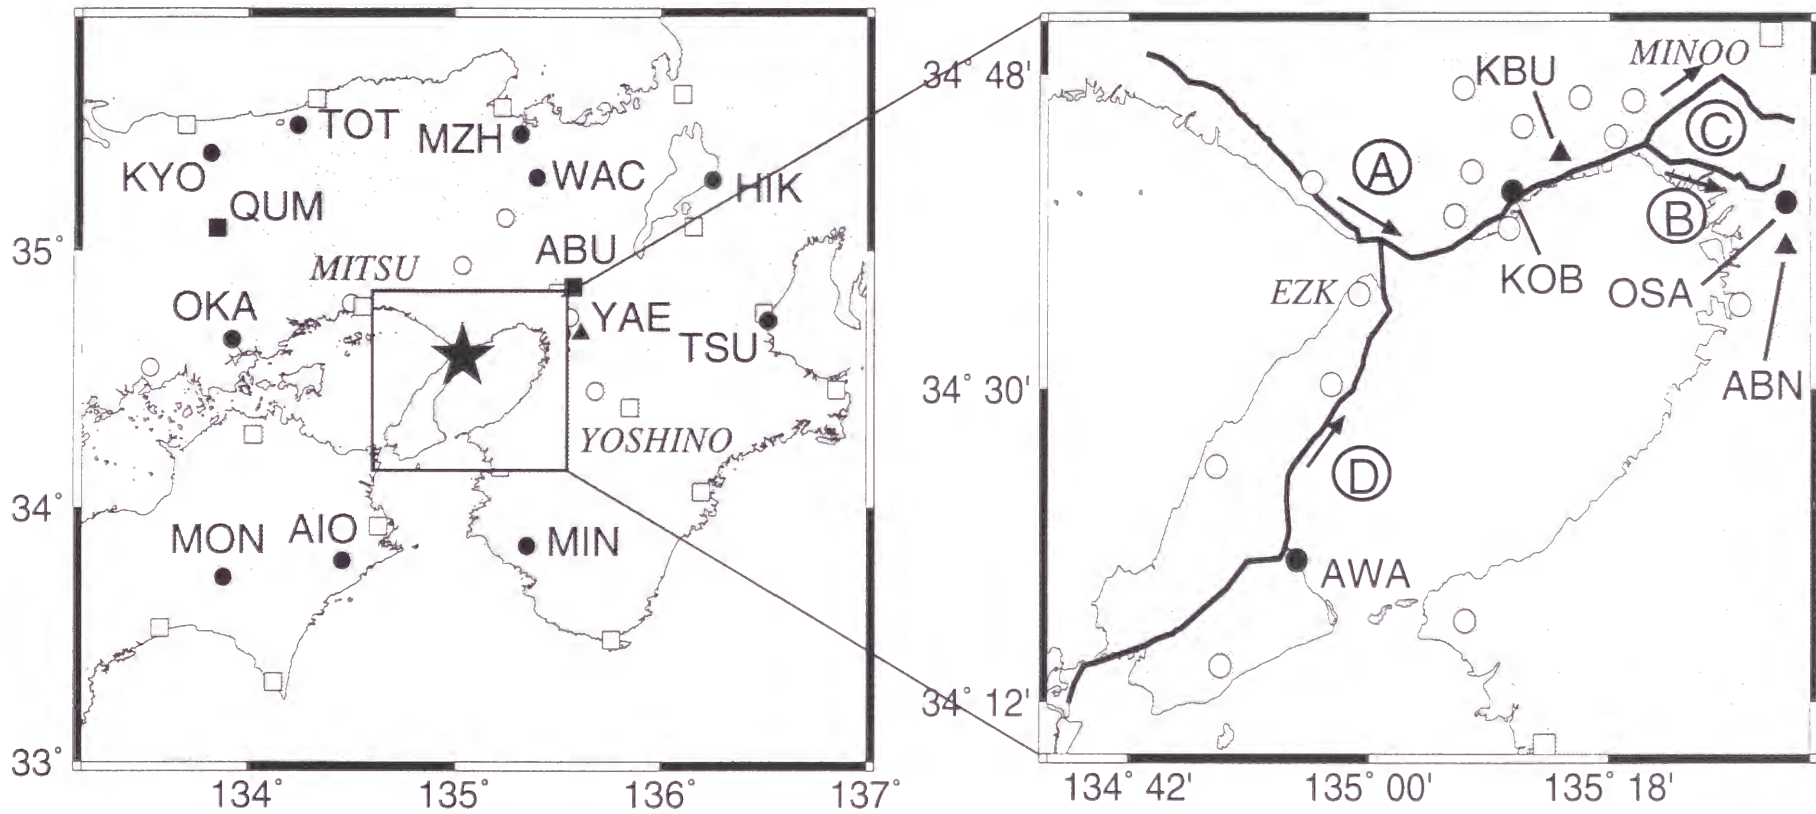 TOT
MZH
KYO
WAC
HIK
QUM
35°
MITSU
ABU
OKA
YAE
TSU
YOSHINO
34°
MON
AIO
MIN
33°
134°
135°
136°
137°
34° 48'
KBU
MINOO
A
C
B
EZK
KOB
OSA
34° 30'
ABN
D
AWA
34° 12'
134° 42'
135° 00'
135° 18'